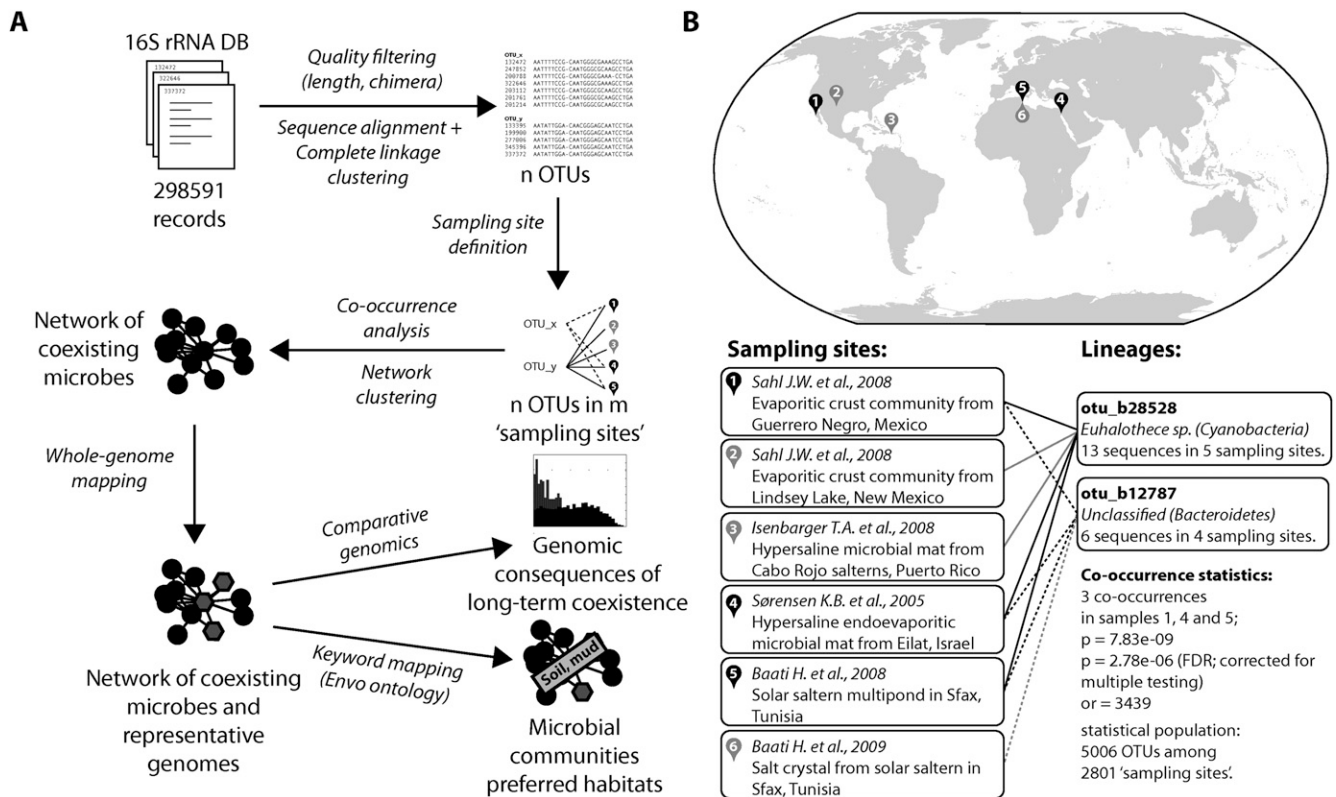 A
16S rRNA DB
132472
322646
337372
298591
records
Quality filtering
(length, chimera)
Sequence alignment +
Complete linkage
clustering
OTU_x
132472 AATTTTCCG-CAATGGGCGAAAGCCTGA
247852 AATTTTCCG-CAATGGGCGCAAGCCTGA
200788 AATTTTCCG-CAATGGGCGAAA-CCTGA
322646 AATTTTCCG-CAATGGGCGAAAGCCTGA
203112 AATTTTCCG-CAATGGGCGCAAGCCTGG
201761 AATTTTCCG-CAATGGGCGCAAGCCTGA
201214 AATTTTCCG-CAATGGGCGAAAGCCTGA
OTU_y
133395 AATATTGGA-CAACGGGCGAGAGCCTGA
199900 AATATTGGA-CAATGGGAGCAATCCTGA
277006 AATATTGGA-CAATGGGAGCAATCCTGA
345396 AATATTGGA-CAATGGGAGCAATCCTGA
337372 AATATTGGA-CAATGGGAGCAATCCTGA
n OTUs
Sampling site
definition
OTU_x
OTU_y
1
2
3
4
5
n OTUs in m
'sampling sites'
Co-occurrence
analysis
Network
clustering
Network of
coexisting
microbes
Whole-genome
mapping
Network of coexisting
microbes and
representative
genomes
Comparative
genomics
Genomic
consequences of
long-term coexistence
Keyword mapping
(Envo ontology)
Soil, mud
Microbial
communities
preferred habitats
B
1
2
3
5
6
4
Sampling sites:
1 Sahl J.W. et al., 2008
Evaporitic crust community from
Guerrero Negro, Mexico
2 Sahl J.W. et al., 2008
Evaporitic crust community from
Lindsey Lake, New Mexico
3 Isenbarger T.A. et al., 2008
Hypersaline microbial mat from
Cabo Rojo salterns, Puerto Rico
4 Sørensen K.B. et al., 2005
Hypersaline endoevaporitic
microbial mat from Eilat, Israel
5 Baati H. et al., 2008
Solar saltern multipond in Sfax,
Tunisia
6 Baati H. et al., 2009
Salt crystal from solar saltern in
Sfax, Tunisia
Lineages:
otu_b28528
Euhalothece sp. (Cyanobacteria)
13 sequences in 5 sampling sites.
otu_b12787
Unclassified (Bacteroidetes)
6 sequences in 4 sampling sites.
Co-occurrence statistics:
3 co-occurrences
in samples 1, 4 and 5;
p = 7.83e-09
p = 2.78e-06 (FDR; corrected for
multiple testing)
or = 3439
statistical population:
5006 OTUs among
2801 'sampling sites'.